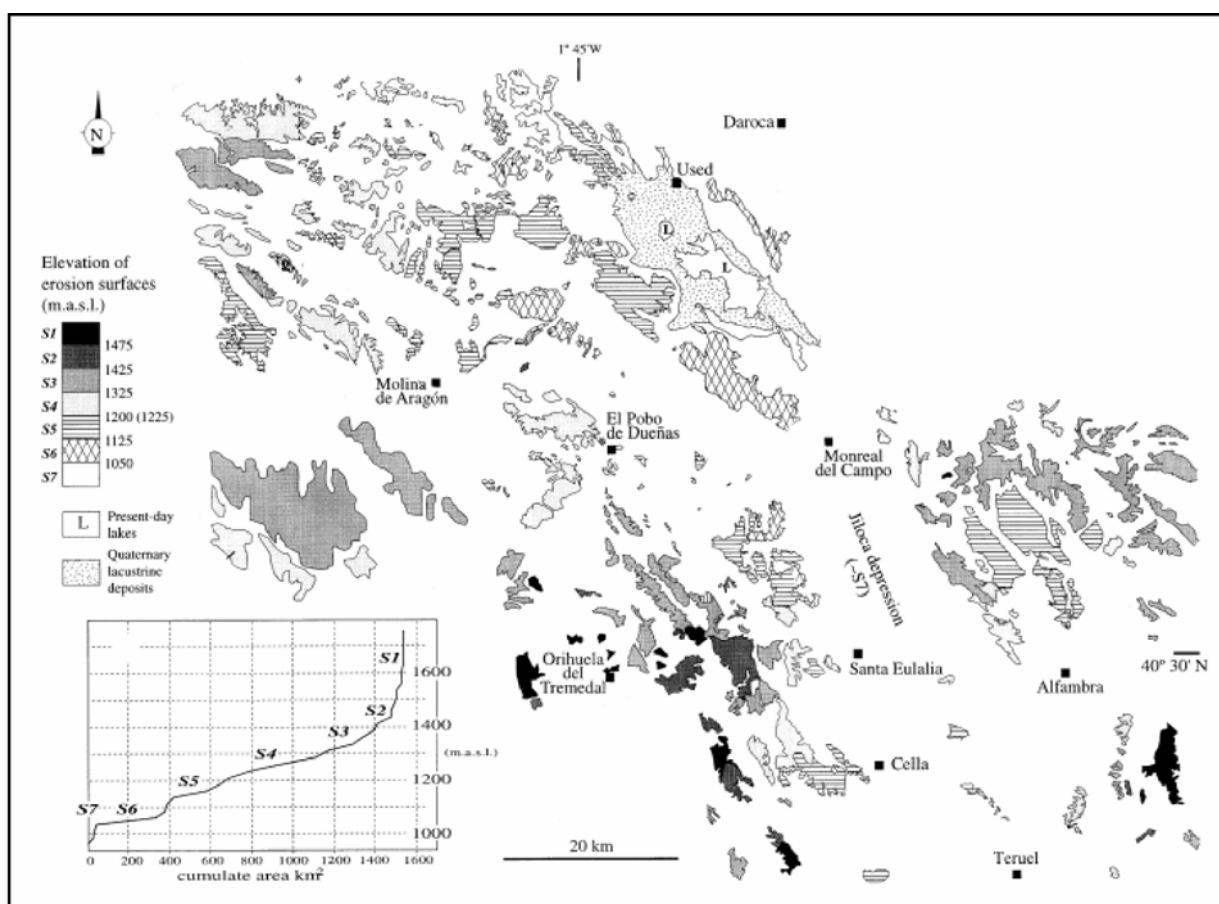 1° 45'W
N
Daroca
Used
L
L
Elevation of
erosion surfaces
(m.a.s.l.)
S1
1475
S2
1425
S3
1325
S4
1200 (1225)
S5
1125
S6
1050
S7
L Present-day
lakes
Quaternary
lacustrine
deposits
Molina
de Aragón
El Pobo
de Dueñas
Monreal
del Campo
Jiloca depression
(~S7)
Orihuela
del
Tremedal
Santa Eulalia
40° 30' N
Alfambra
Cella
Teruel
20 km
S1
1600
S2
1400
S3
(m.a.s.l.)
S4
1200
S5
S7
S6
1000
0 200 400 600 800 1000 1200 1400 1600
cumulate area km²